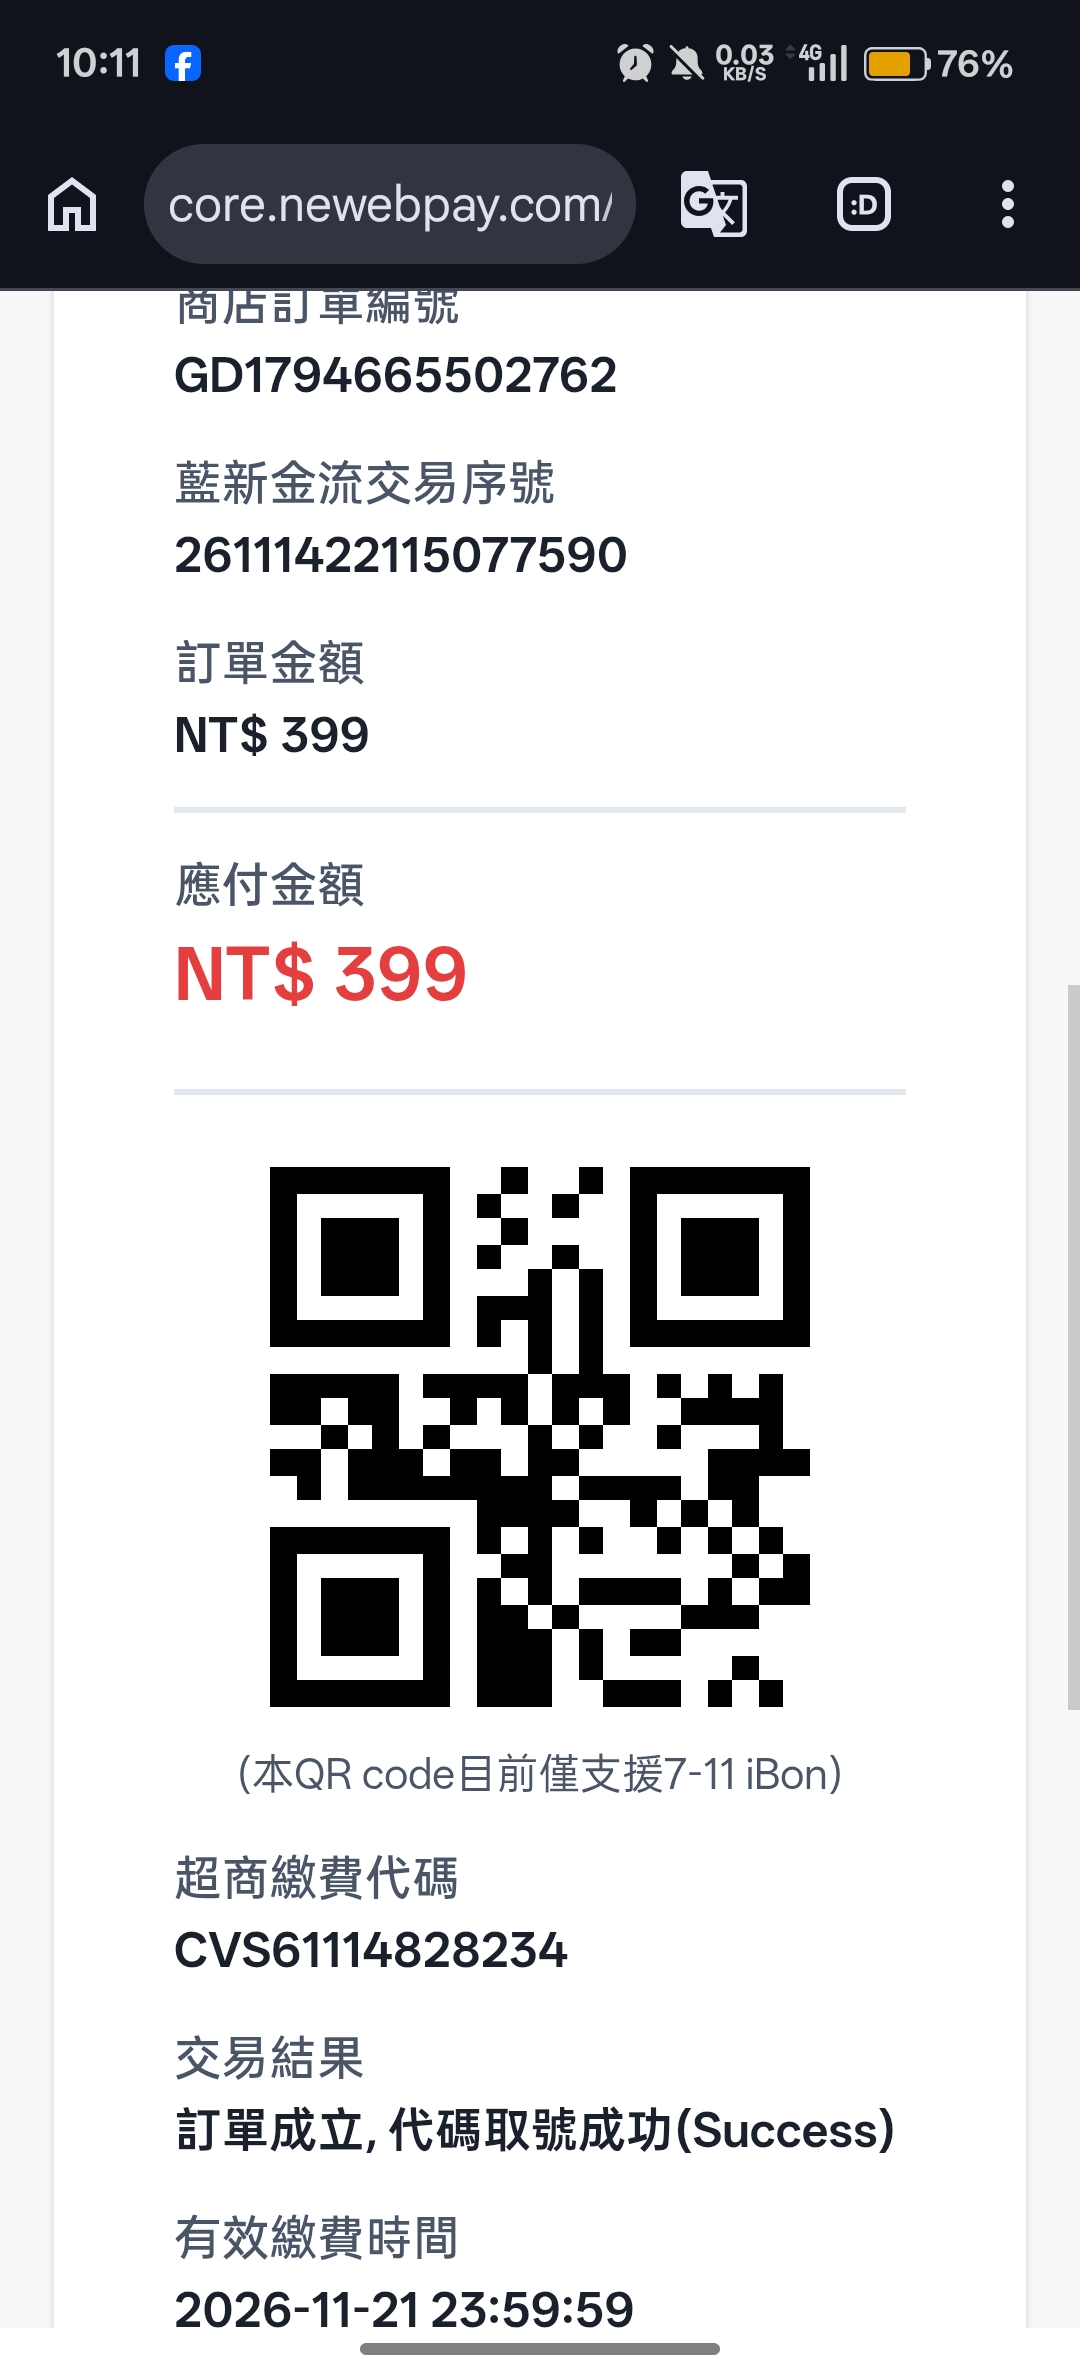 10:11
0.03
KB/S
4G
76%
core.newebpay.com/
商店訂單編號
GD1794665502762
藍新金流交易序號
26111422115077590
訂單金額
NT$ 399
應付金額
NT$ 399
(本QR code目前僅支援7-11 iBon)
超商繳費代碼
CVS61114828234
交易結果
訂單成立, 代碼取號成功(Success)
有效繳費時間
2026-11-21 23:59:59